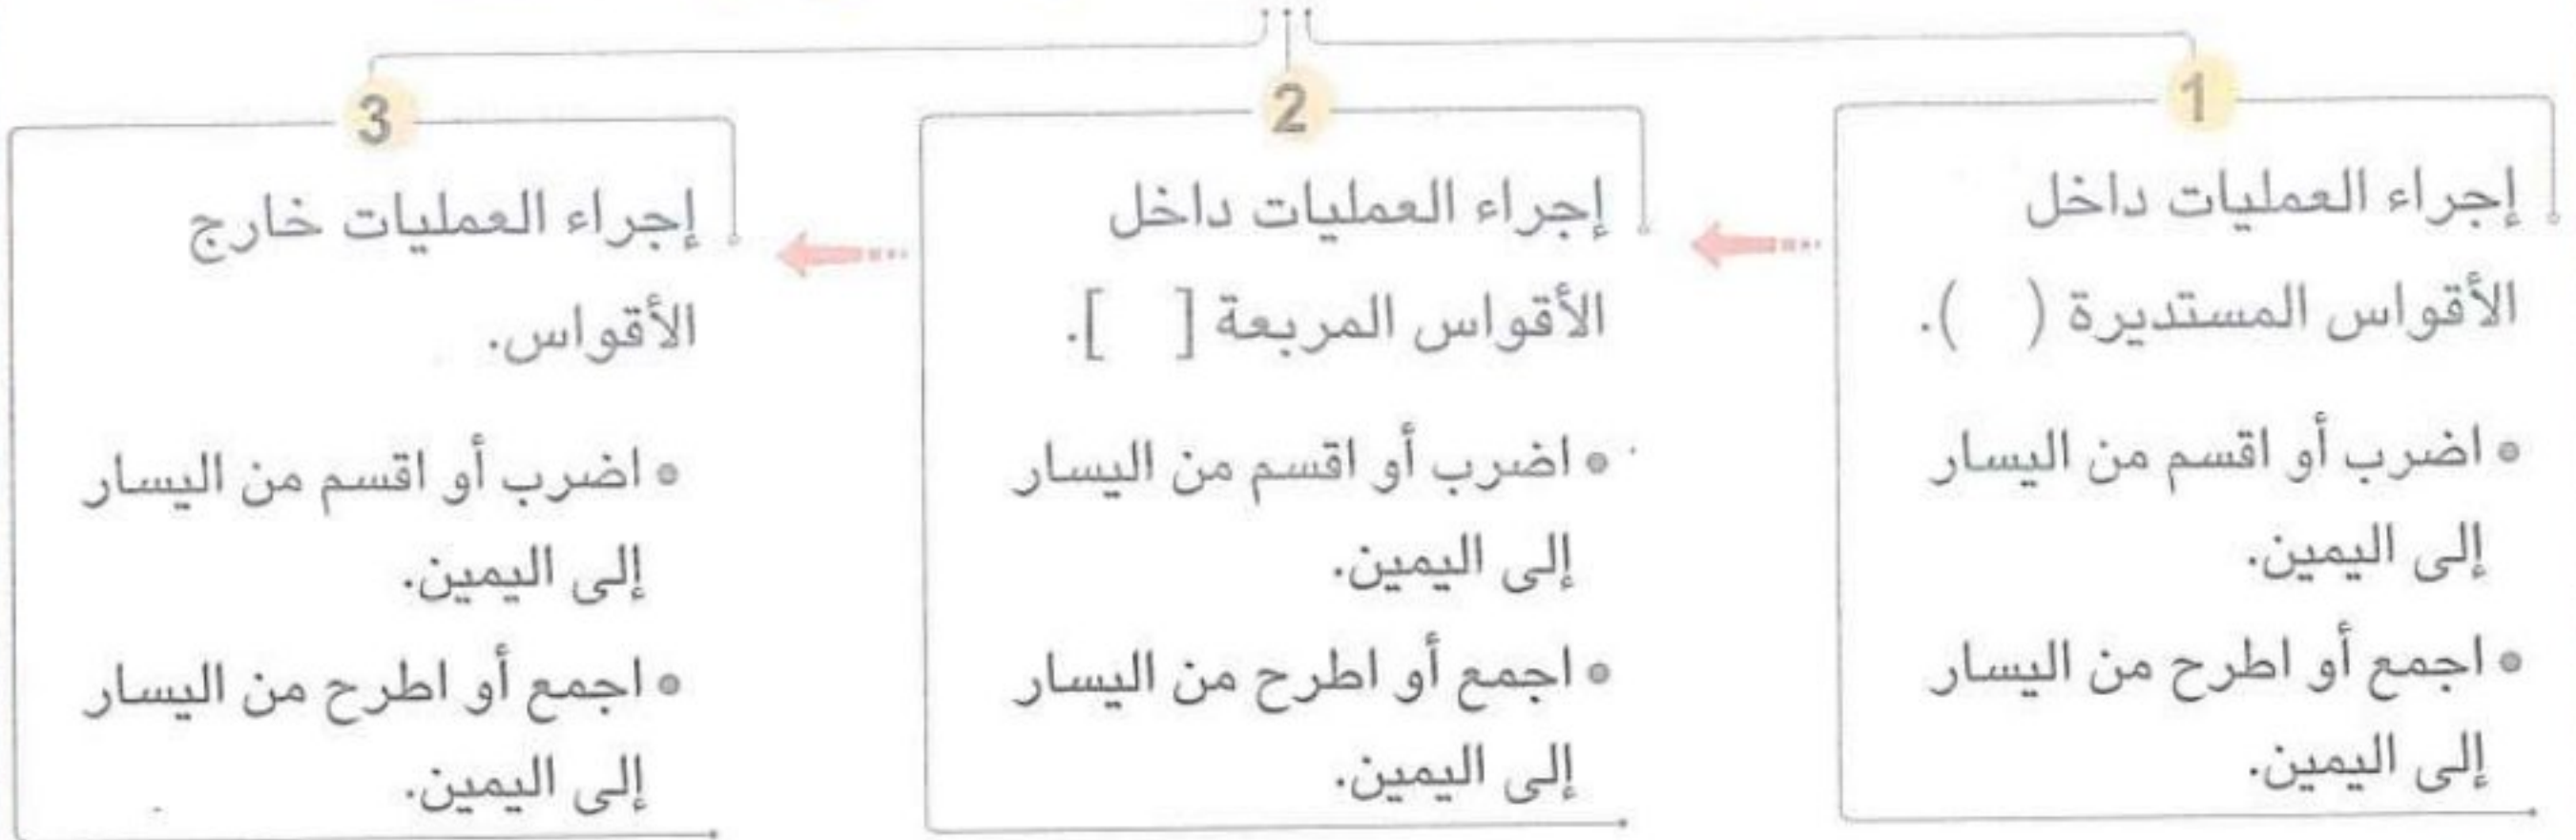 1
إجراء العمليات داخل
الأقواس المستديرة ( ).
• اضرب أو اقسم من اليسار
إلى اليمين.
• اجمع أو اطرح من اليسار
إلى اليمين.
2
إجراء العمليات داخل
الأقواس المربعة [ ].
• اضرب أو اقسم من اليسار
إلى اليمين.
• اجمع أو اطرح من اليسار
إلى اليمين.
3
إجراء العمليات خارج
الأقواس.
• اضرب أو اقسم من اليسار
إلى اليمين.
• اجمع أو اطرح من اليسار
إلى اليمين.